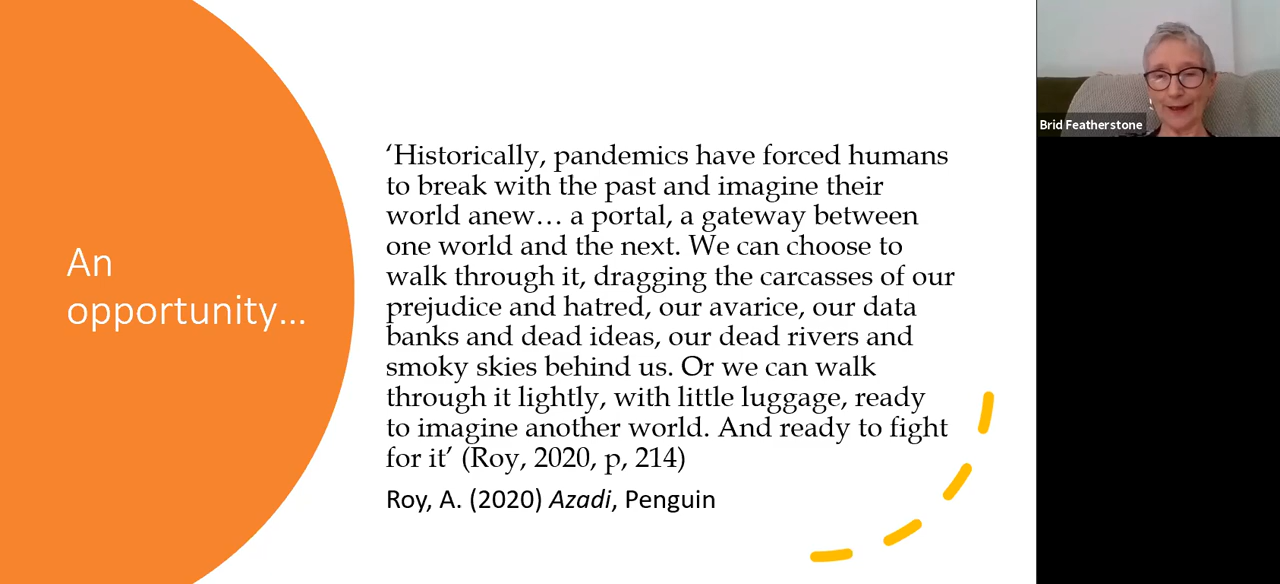 An
opportunity...
‘Historically, pandemics have forced humans
to break with the past and imagine their
world anew… a portal, a gateway between
one world and the next. We can choose to
walk through it, dragging the carcasses of our
prejudice and hatred, our avarice, our data
banks and dead ideas, our dead rivers and
smoky skies behind us. Or we can walk
through it lightly, with little luggage, ready
to imagine another world. And ready to fight
for it’ (Roy, 2020, p, 214)
Roy, A. (2020) Azadi, Penguin
Brid Featherstone